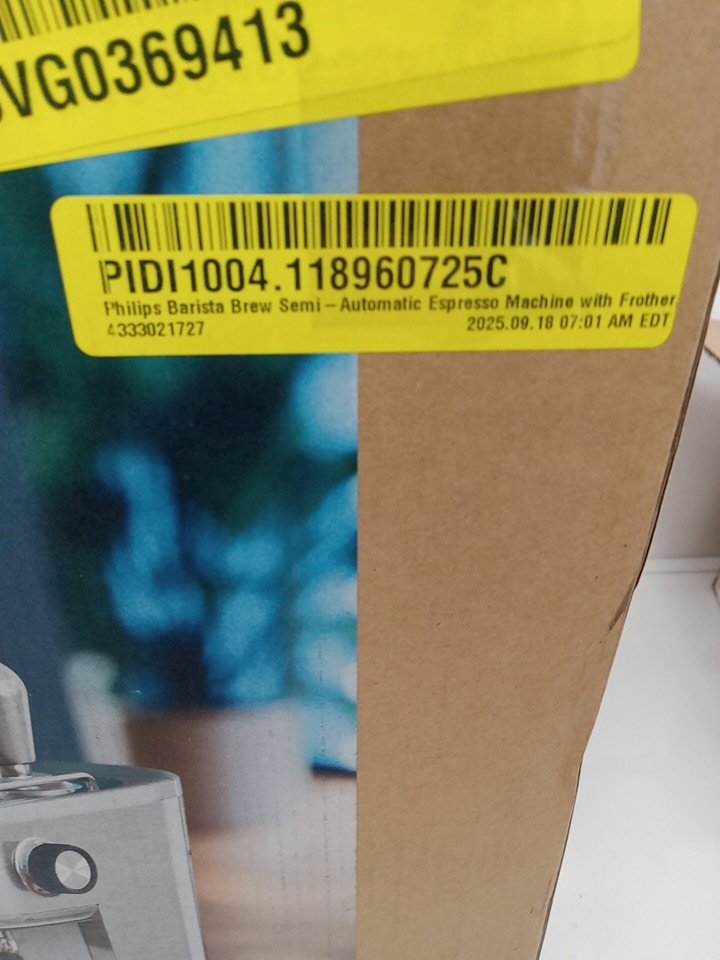 VG0369413
PIDI1004.118960725C
Philips Barista Brew Semi – Automatic Espresso Machine with Frother
4333021727 2025.09.18 07:01 AM EDT